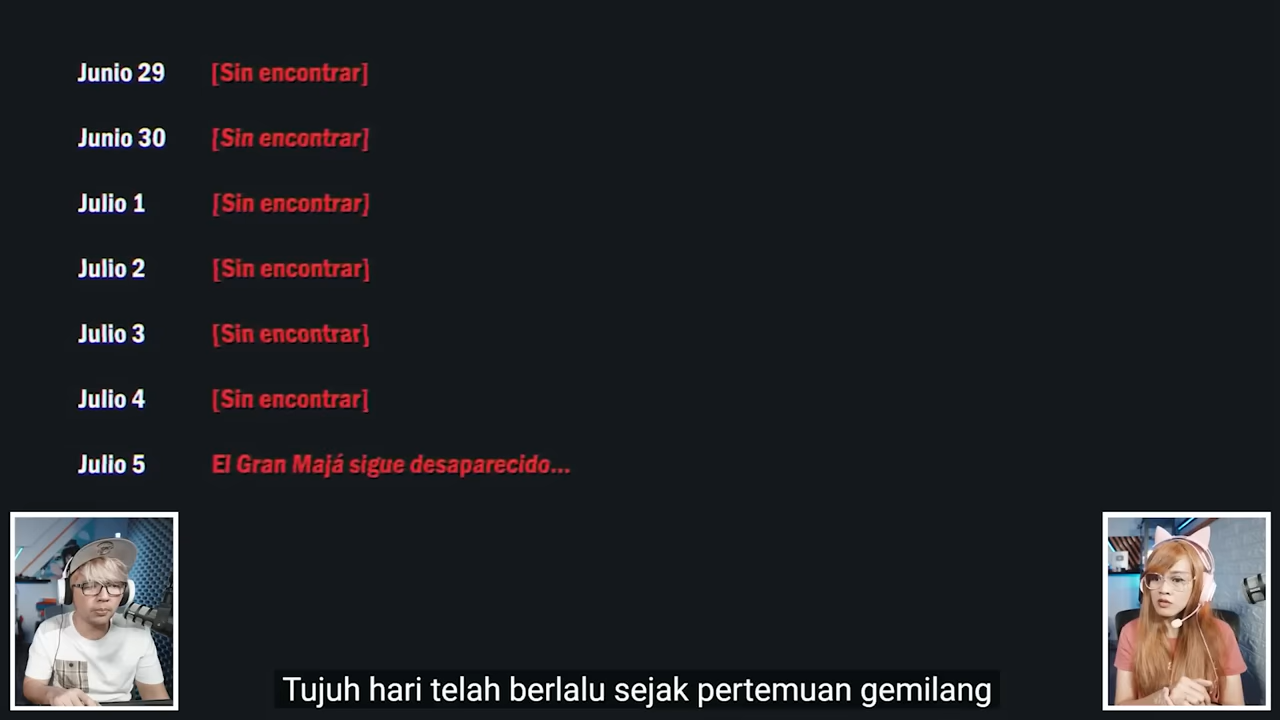 Junio 29 [Sin encontrar]
Junio 30 [Sin encontrar]
Julio 1 [Sin encontrar]
Julio 2 [Sin encontrar]
Julio 3 [Sin encontrar]
Julio 4 [Sin encontrar]
Julio 5 El Gran Majá sigue desaparecido...
Tujuh hari telah berlalu sejak pertemuan gemilang